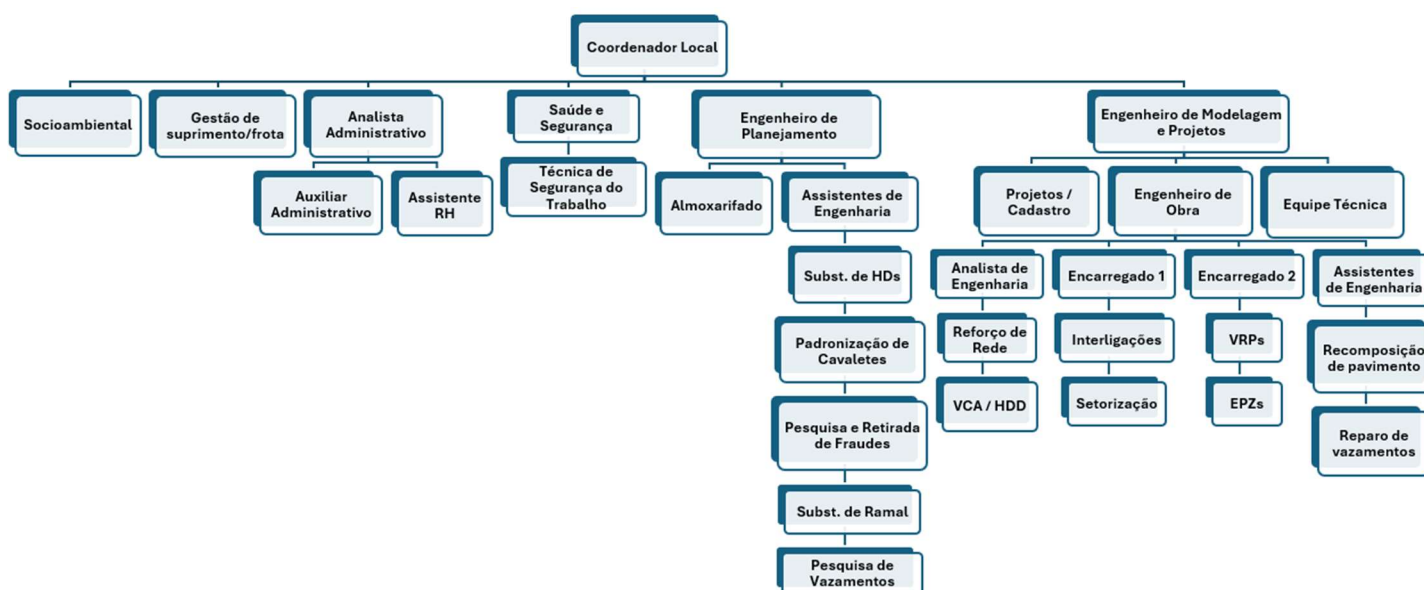 Coordenador Local
Socioambiental
Gestão de
suprimento/frota
Analista
Administrativo
Saúde e
Segurança
Engenheiro de
Planejamento
Engenheiro de Modelagem
e Projetos
Auxiliar
Administrativo
Assistente
RH
Técnica de
Segurança do
Trabalho
Almoxarifado
Assistentes de
Engenharia
Projetos /
Cadastro
Engenheiro de
Obra
Equipe Técnica
Subst. de HDs
Padronização de
Cavaletes
Pesquisa e Retirada
de Fraudes
Subst. de Ramal
Pesquisa de
Vazamentos
Analista de
Engenharia
Reforço de
Rede
VCA / HDD
Encarregado 1
Interligações
Setorização
Encarregado 2
VRPs
EPZs
Assistentes
de Engenharia
Recomposição
de pavimento
Reparo de
vazamentos